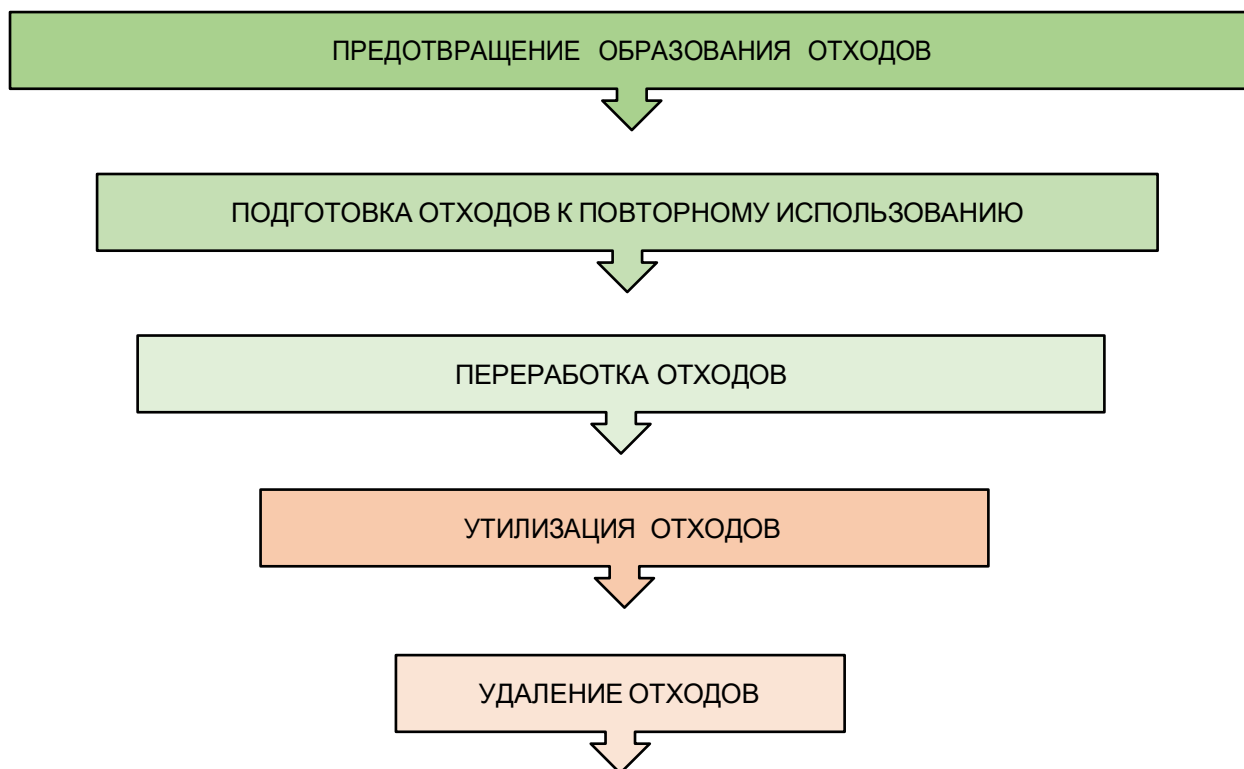 ПРЕДОТВРАЩЕНИЕ ОБРАЗОВАНИЯ ОТХОДОВ
ПОДГОТОВКА ОТХОДОВ К ПОВТОРНОМУ ИСПОЛЬЗОВАНИЮ
ПЕРЕРАБОТКА ОТХОДОВ
УТИЛИЗАЦИЯ ОТХОДОВ
УДАЛЕНИЕ ОТХОДОВ